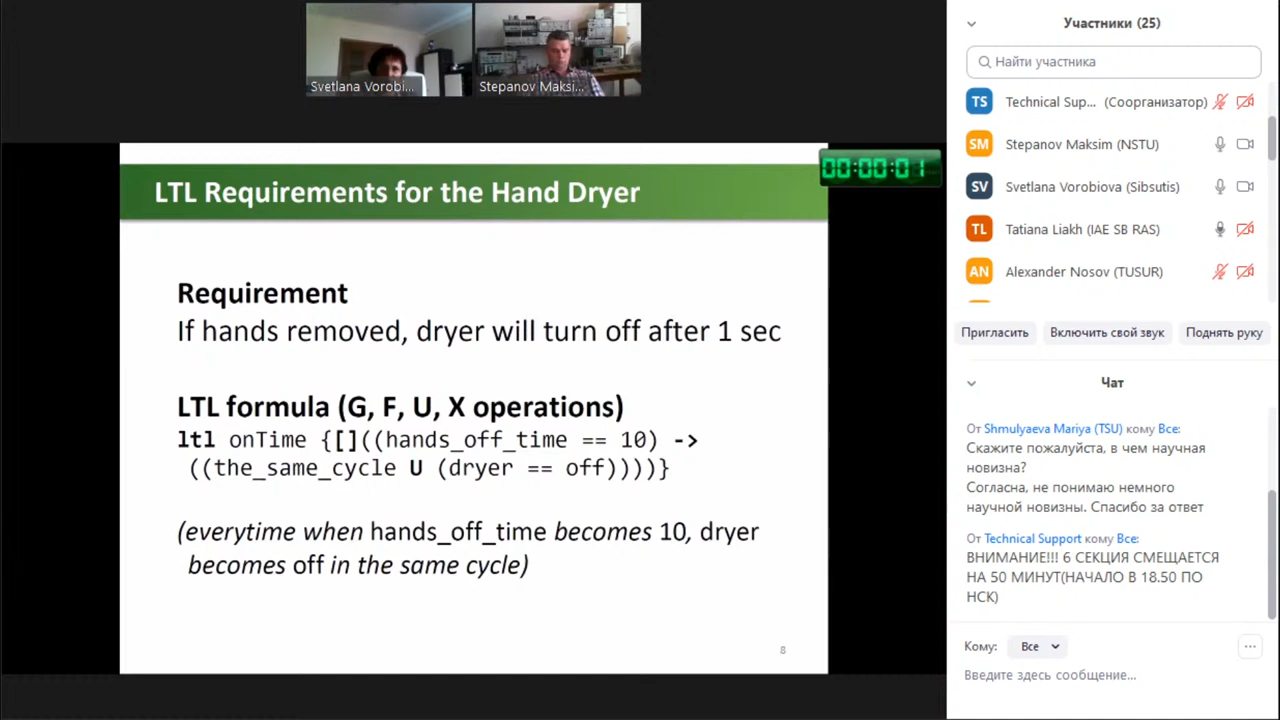 Svetlana Vorobi...
Stepanov Maksi...
00:00:01
LTL Requirements for the Hand Dryer
Requirement
If hands removed, dryer will turn off after 1 sec
LTL formula (G, F, U, X operations)
ltl onTime {[]((hands_off_time == 10) ->
((the_same_cycle U (dryer == off))))}
(everytime when hands_off_time becomes 10, dryer
becomes off in the same cycle)
8
Участники (25)
Найти участника
TS Technical Sup... (Соорганизатор)
SM Stepanov Maksim (NSTU)
SV Svetlana Vorobiova (Sibsutis)
TL Tatiana Liakh (IAE SB RAS)
AN Alexander Nosov (TUSUR)
Пригласить Включить свой звук Поднять руку
Чат
От Shmulyaeva Mariya (TSU) кому Все:
Скажите пожалуйста, в чем научная
новизна?
Согласна, не понимаю немного
научной новизны. Спасибо за ответ
От Technical Support кому Все:
ВНИМАНИЕ!!! 6 СЕКЦИЯ СМЕЩАЕТСЯ
НА 50 МИНУТ(НАЧАЛО В 18.50 ПО
НСК)
Кому: Все
Введите здесь сообщение...